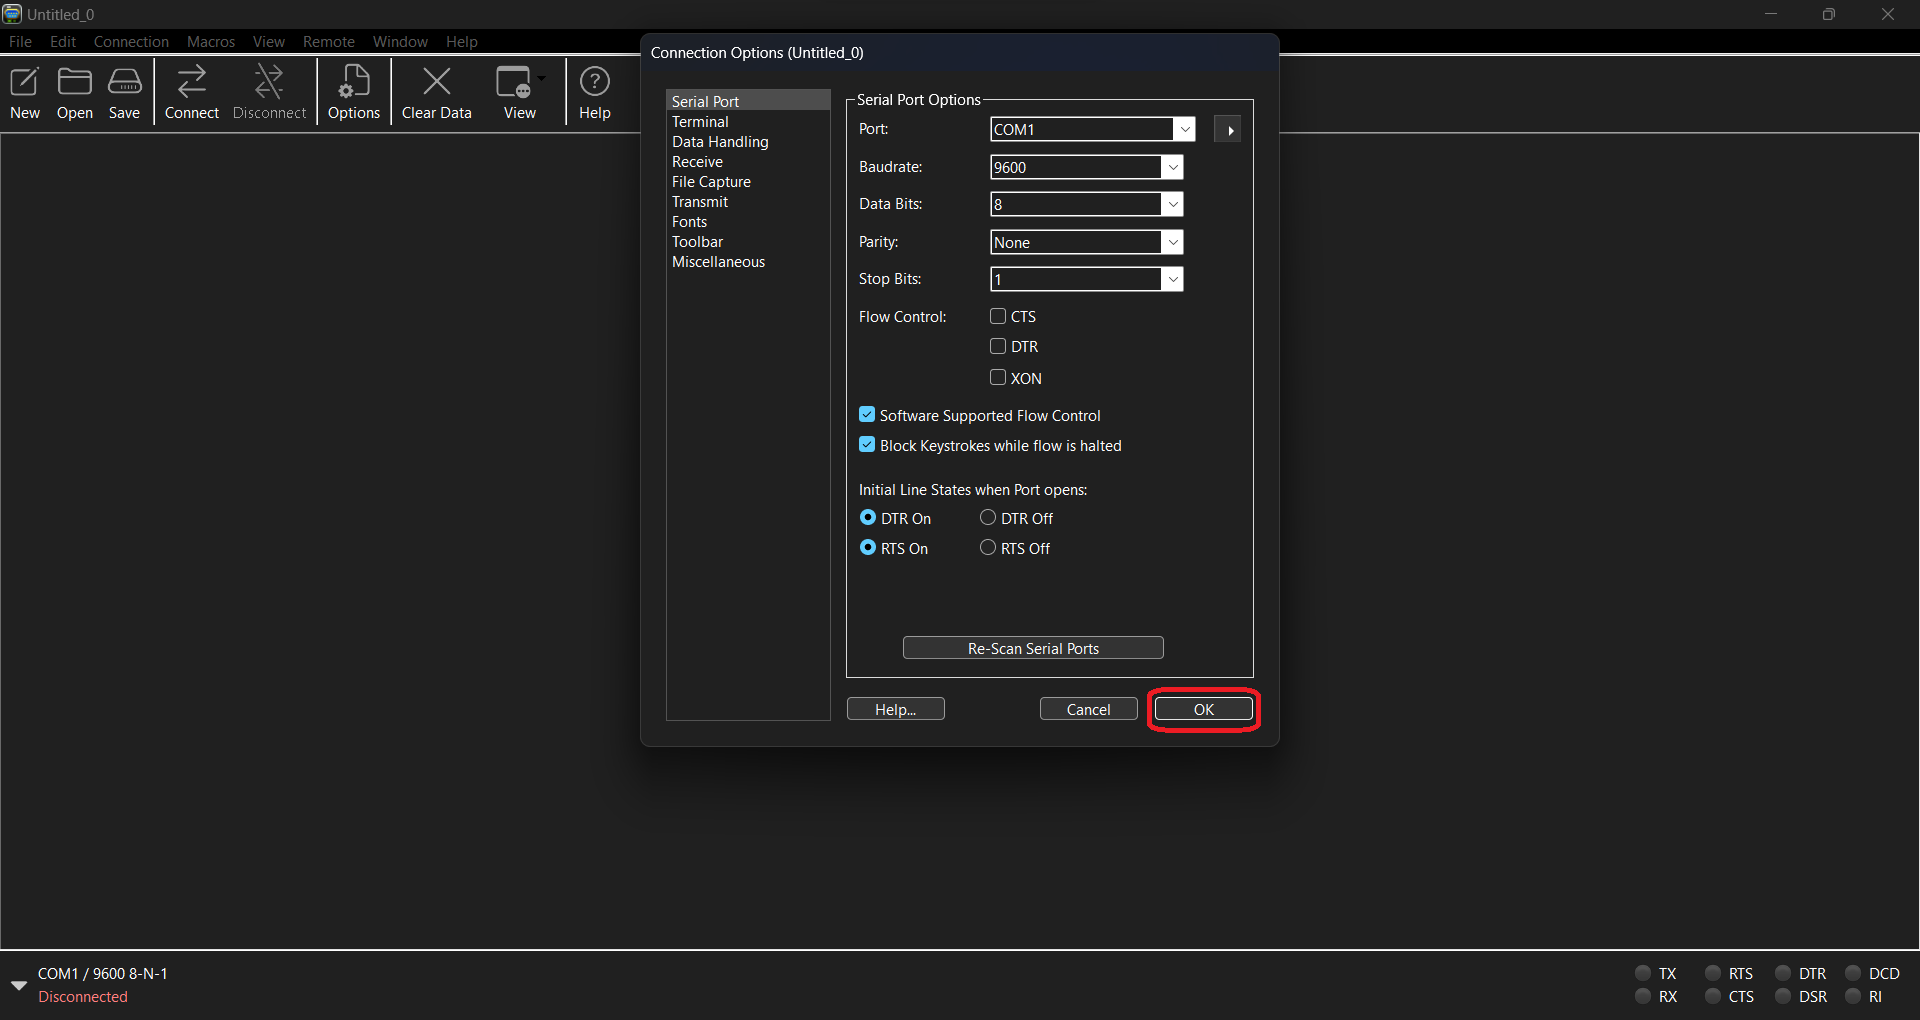 Untitled_0
File Edit Connection Macros View Remote Window Help
New Open Save Connect Disconnect Options Clear Data View Help
Connection Options (Untitled_0)
Serial Port
Terminal
Data Handling
Receive
File Capture
Transmit
Fonts
Toolbar
Miscellaneous
Serial Port Options
Port: COM1
Baudrate: 9600
Data Bits: 8
Parity: None
Stop Bits: 1
Flow Control: CTS
DTR
XON
Software Supported Flow Control
Block Keystrokes while flow is halted
Initial Line States when Port opens:
DTR On DTR Off
RTS On RTS Off
Re-Scan Serial Ports
Help... Cancel OK
COM1 / 9600 8-N-1
Disconnected
TX RTS DTR DCD
RX CTS DSR RI